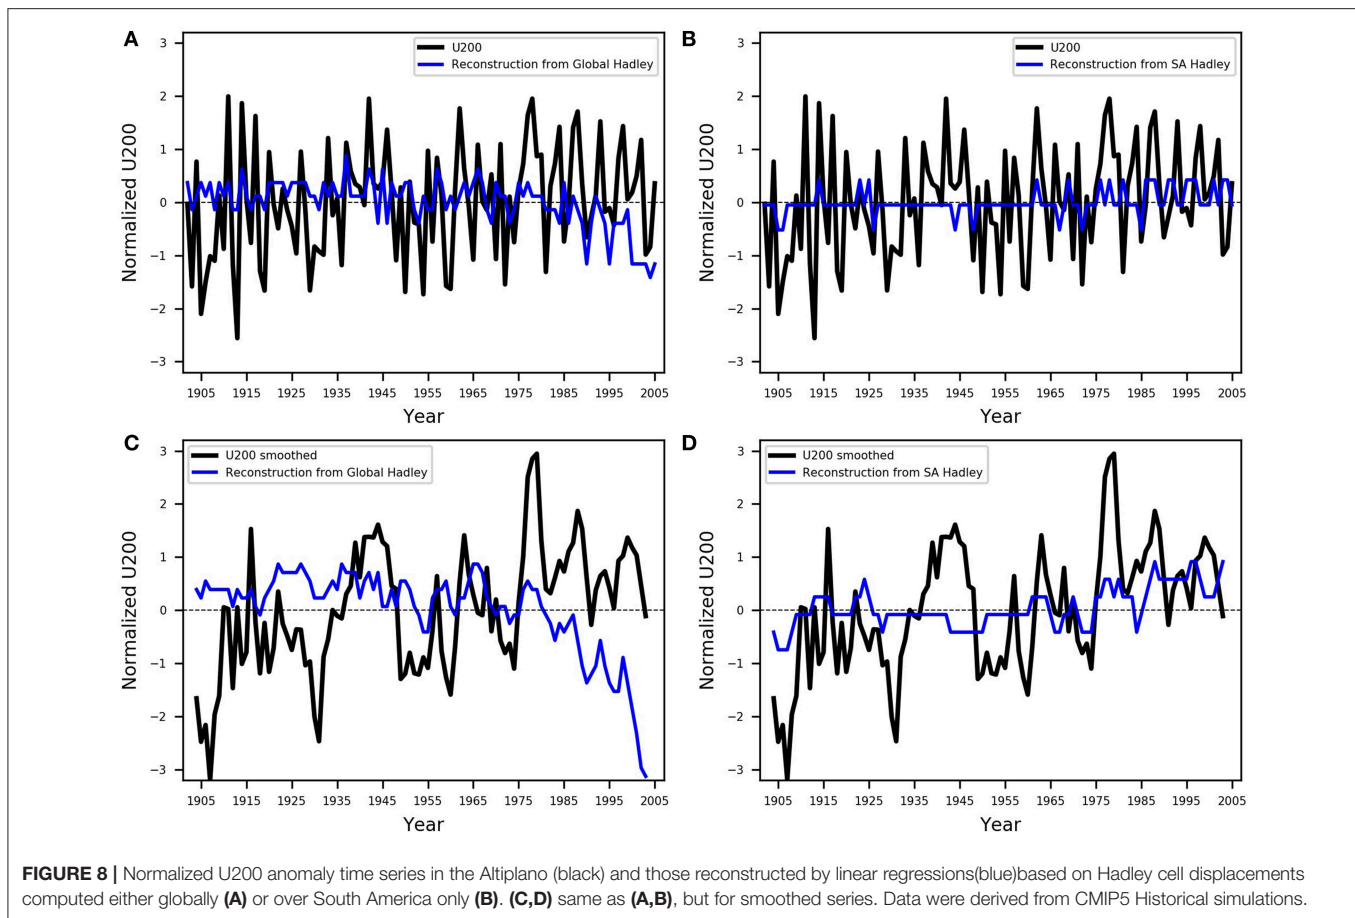 A
3
2
1
0
−1
−2
−3
Normalized U200
U200
Reconstruction from Global Hadley
1905 1915 1925 1935 1945 1955 1965 1975 1985 1995 2005
Year
B
3
2
1
0
−1
−2
−3
Normalized U200
U200
Reconstruction from SA Hadley
1905 1915 1925 1935 1945 1955 1965 1975 1985 1995 2005
Year
C
3
2
1
0
−1
−2
−3
Normalized U200
U200 smoothed
Reconstruction from Global Hadley
1905 1915 1925 1935 1945 1955 1965 1975 1985 1995 2005
Year
D
3
2
1
0
−1
−2
−3
Normalized U200
U200 smoothed
Reconstruction from SA Hadley
1905 1915 1925 1935 1945 1955 1965 1975 1985 1995 2005
Year
FIGURE 8 | Normalized U200 anomaly time series in the Altiplano (black) and those reconstructed by linear regressions(blue)based on Hadley cell displacements
computed either globally (A) or over South America only (B). (C,D) same as (A,B), but for smoothed series. Data were derived from CMIP5 Historical simulations.